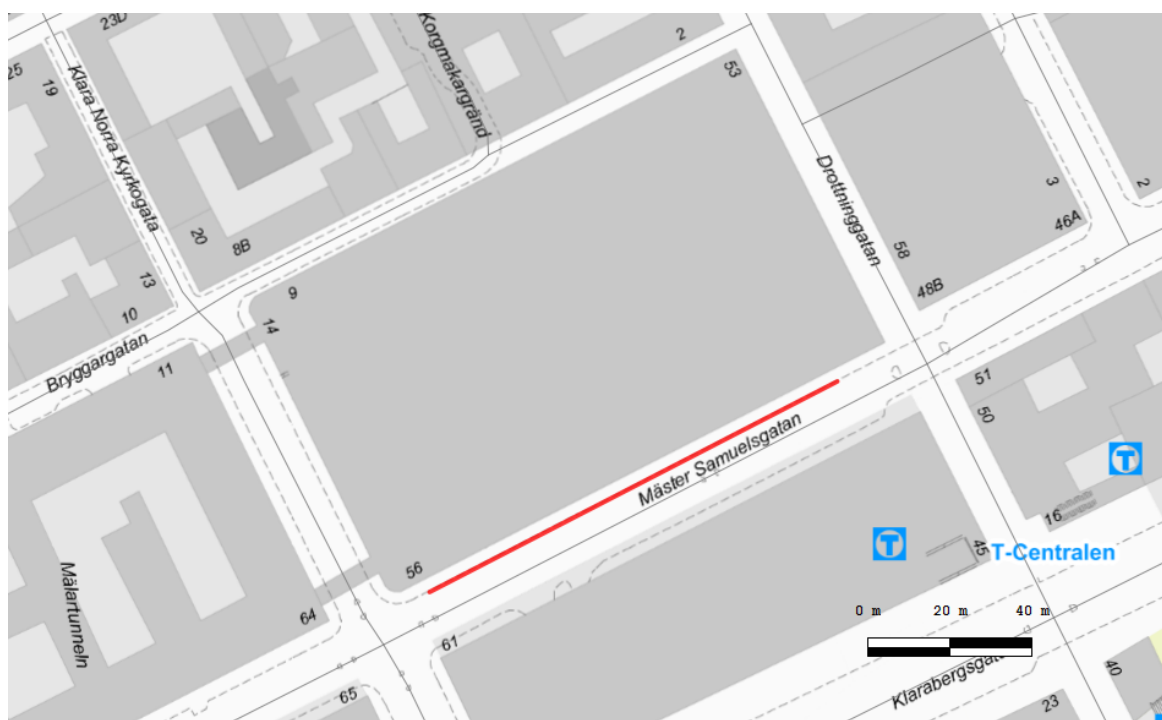 23D
Korgmakargränd
2
25
19
Klara Norra Kyrkogata
53
Drottninggatan
3
2
46A
20
8B
58
13
9
48B
10
14
Bryggargatan
11
51
50
Mäster Samuelsgatan
T
T
16
45
T-Centralen
56
Mälartunneln
64
0 m 20 m 40 m
61
65
Klarabergsgat
40
23